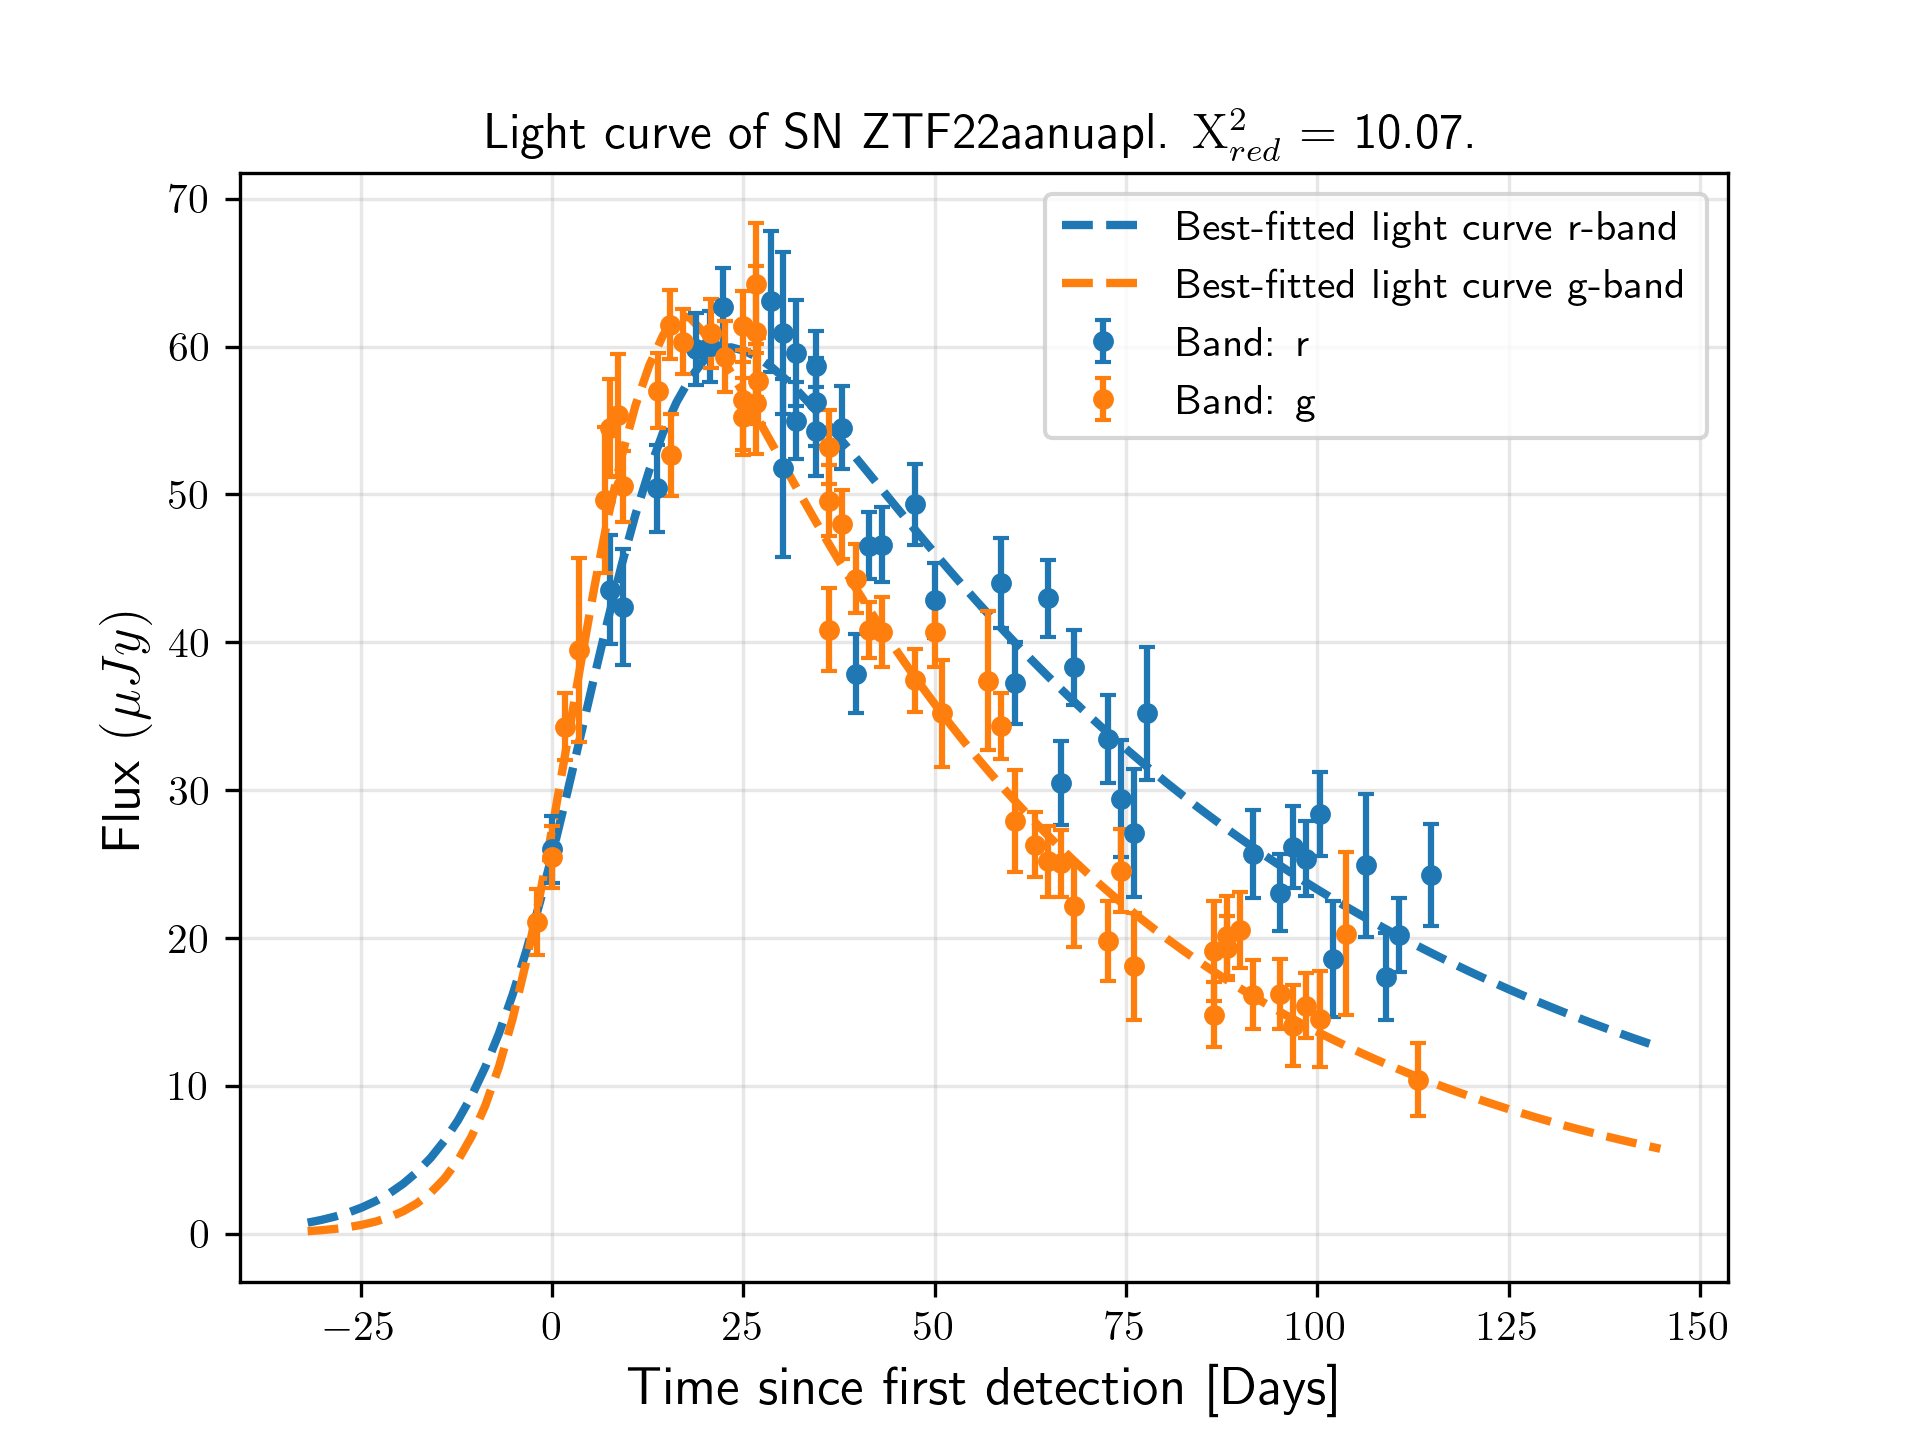 Light curve of SN ZTF22aanuapl. X²_red = 10.07.
Best-fitted light curve r-band
Best-fitted light curve g-band
Band: r
Band: g
Flux (μJy)
70
60
50
40
30
20
10
0
−25 0 25 50 75 100 125 150
Time since first detection [Days]